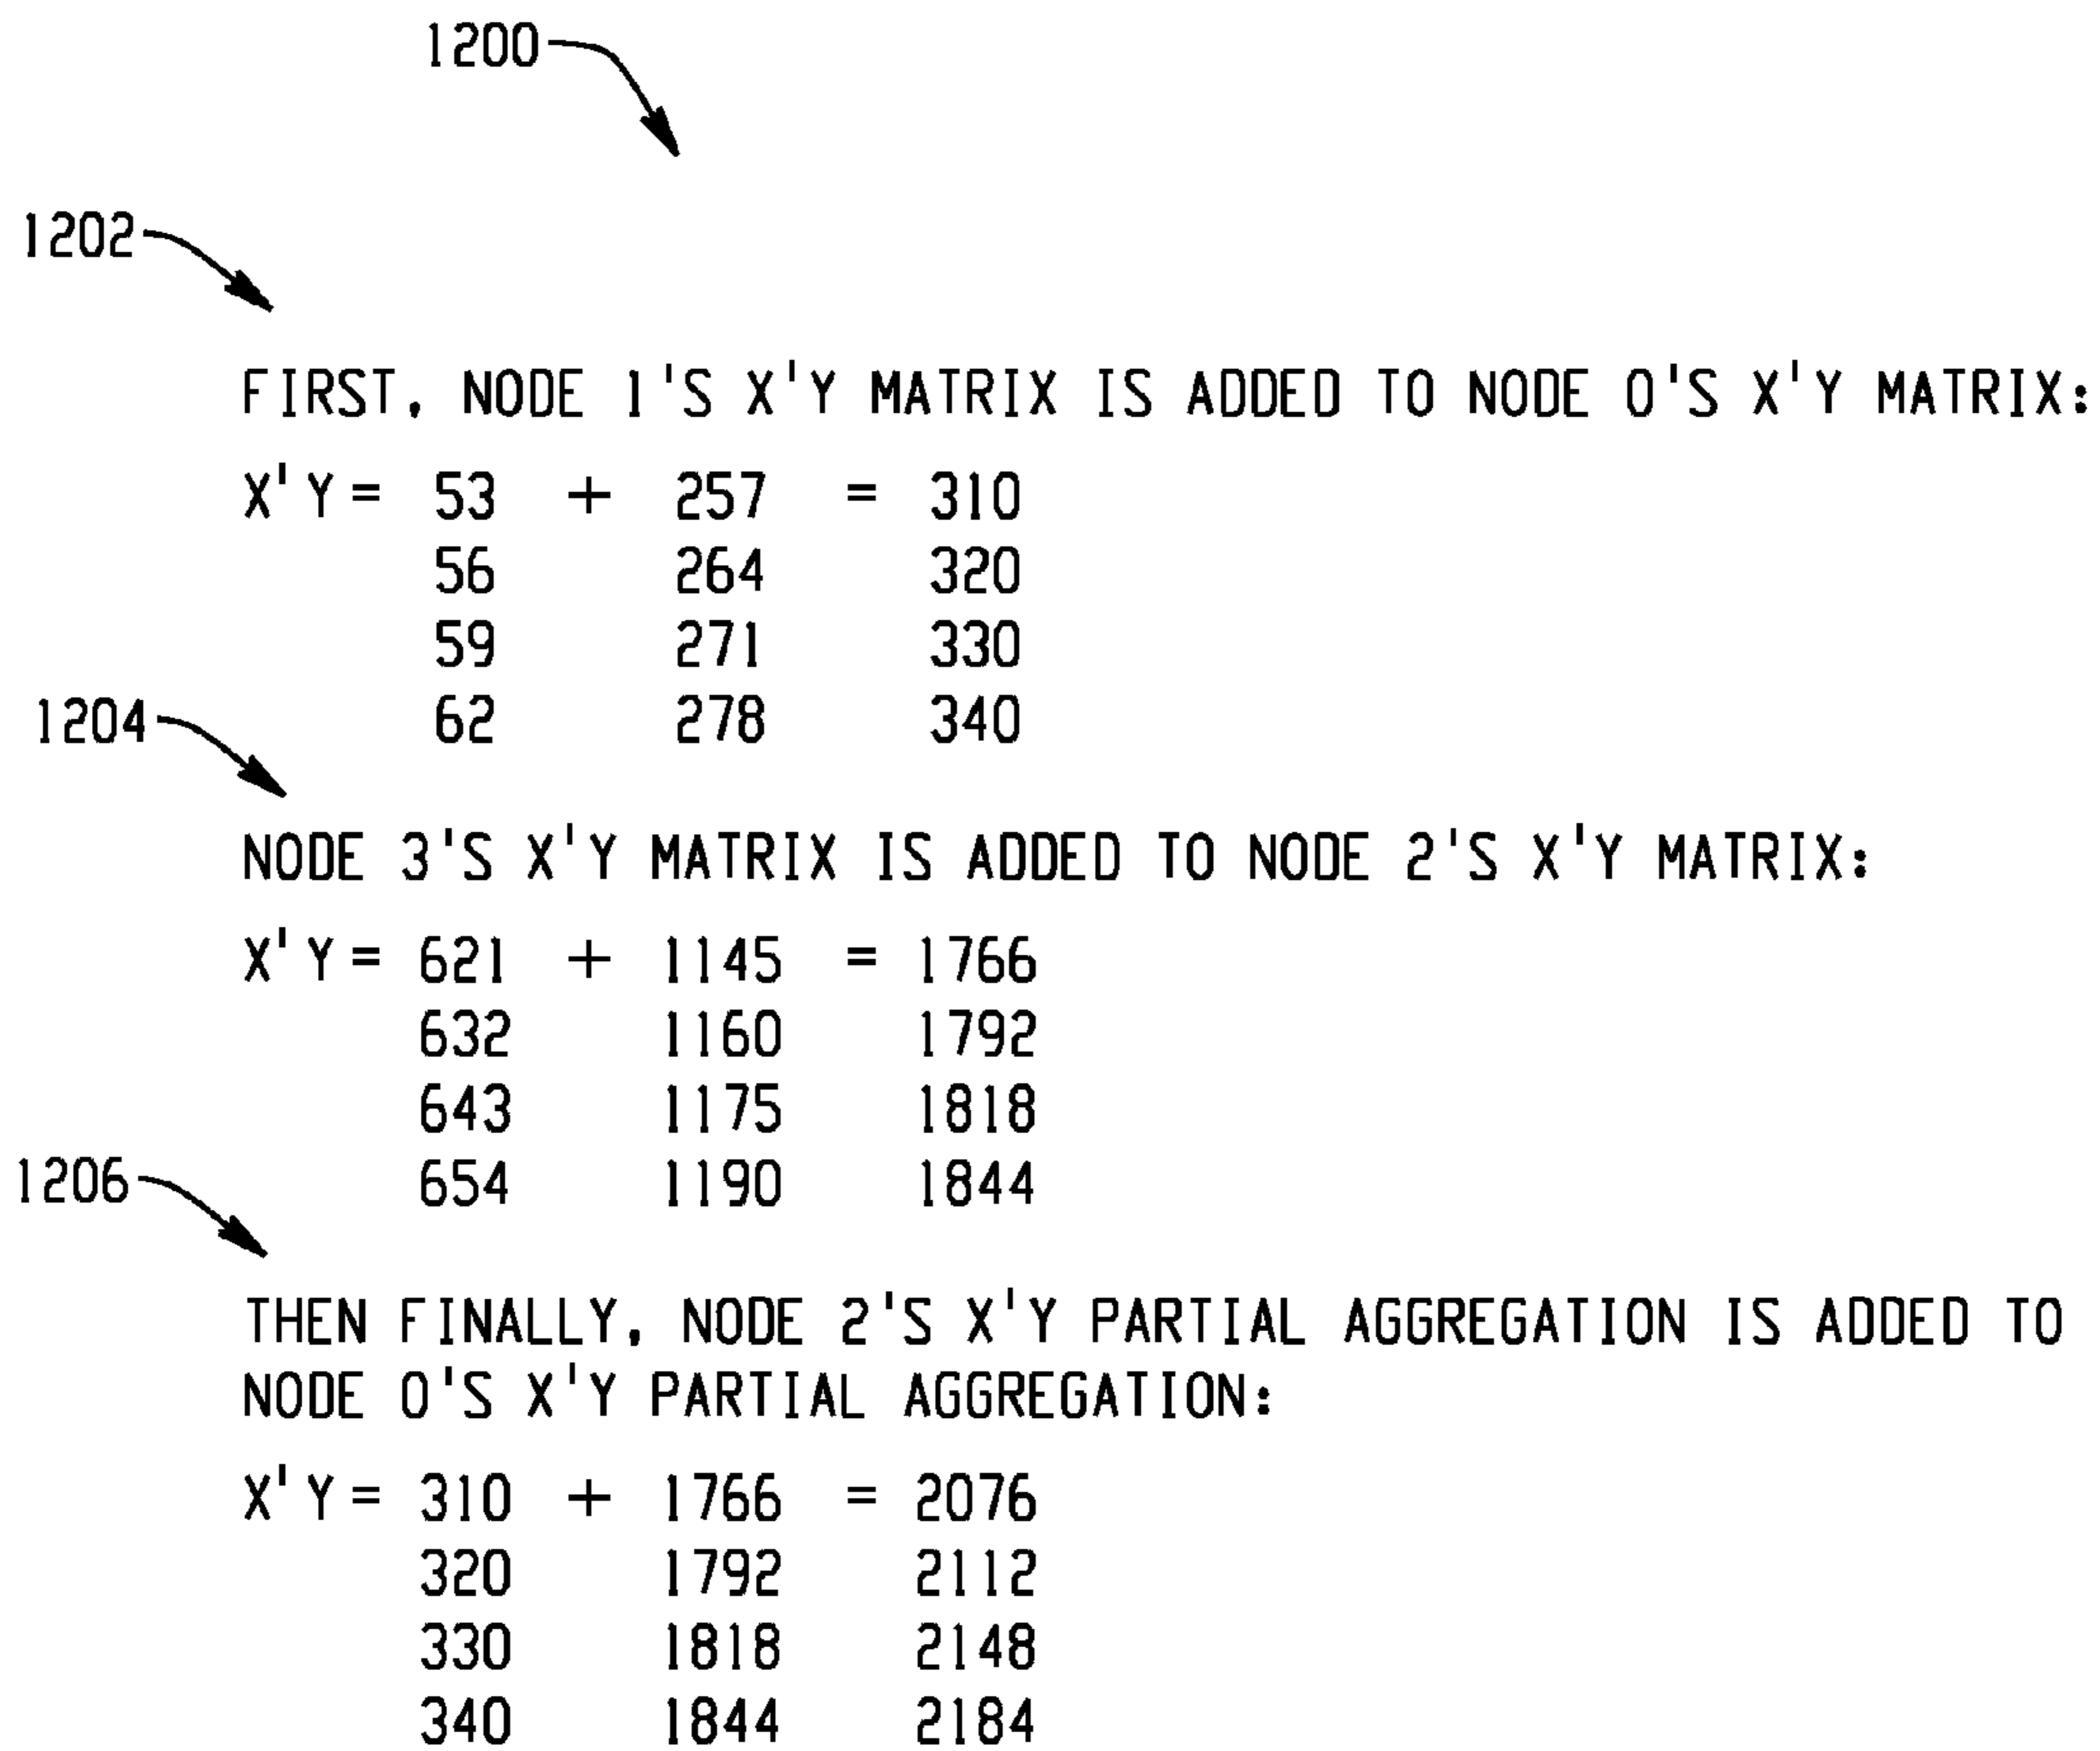 1200
1202
FIRST, NODE 1'S X'Y MATRIX IS ADDED TO NODE 0'S X'Y MATRIX:
X'Y = 53 + 257 = 310
56 264 320
59 271 330
62 278 340
1204
NODE 3'S X'Y MATRIX IS ADDED TO NODE 2'S X'Y MATRIX:
X'Y = 621 + 1145 = 1766
632 1160 1792
643 1175 1818
654 1190 1844
1206
THEN FINALLY, NODE 2'S X'Y PARTIAL AGGREGATION IS ADDED TO
NODE 0'S X'Y PARTIAL AGGREGATION:
X'Y = 310 + 1766 = 2076
320 1792 2112
330 1818 2148
340 1844 2184